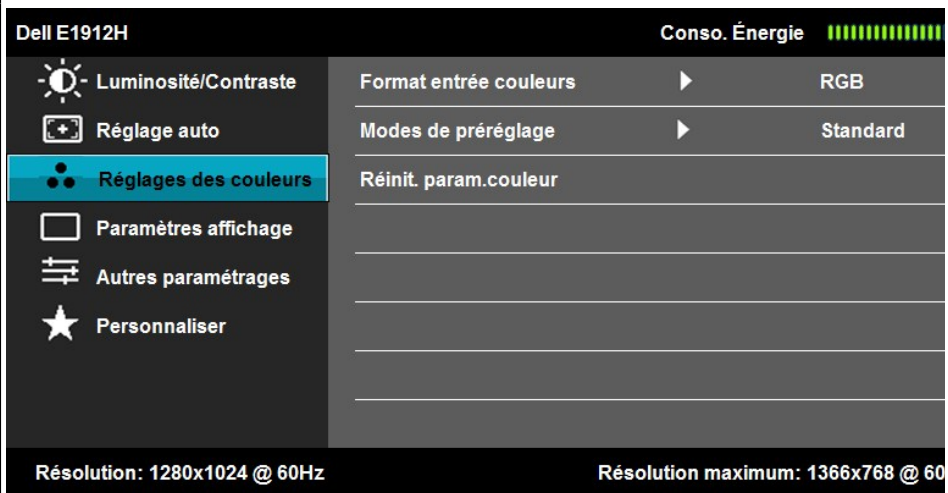 Dell E1912H Conso. Énergie
Luminosité/Contraste Format entrée couleurs RGB
Réglage auto Modes de préréglage Standard
Réglages des couleurs Réinit. param.couleur
Paramètres affichage
Autres paramétrages
Personnaliser
Résolution: 1280x1024 @ 60Hz Résolution maximum: 1366x768 @ 60